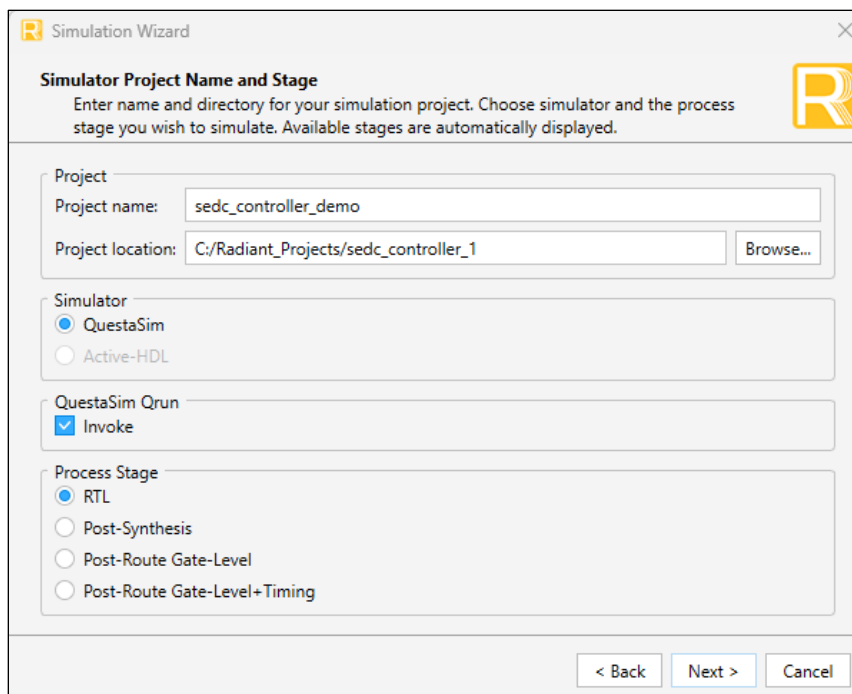 Simulation Wizard
Simulator Project Name and Stage
Enter name and directory for your simulation project. Choose simulator and the process
stage you wish to simulate. Available stages are automatically displayed.
Project
Project name: sedc_controller_demo
Project location: C:/Radiant_Projects/sedc_controller_1 Browse...
Simulator
QuestaSim
Active-HDL
QuestaSim Qrun
Invoke
Process Stage
RTL
Post-Synthesis
Post-Route Gate-Level
Post-Route Gate-Level+Timing
< Back Next > Cancel